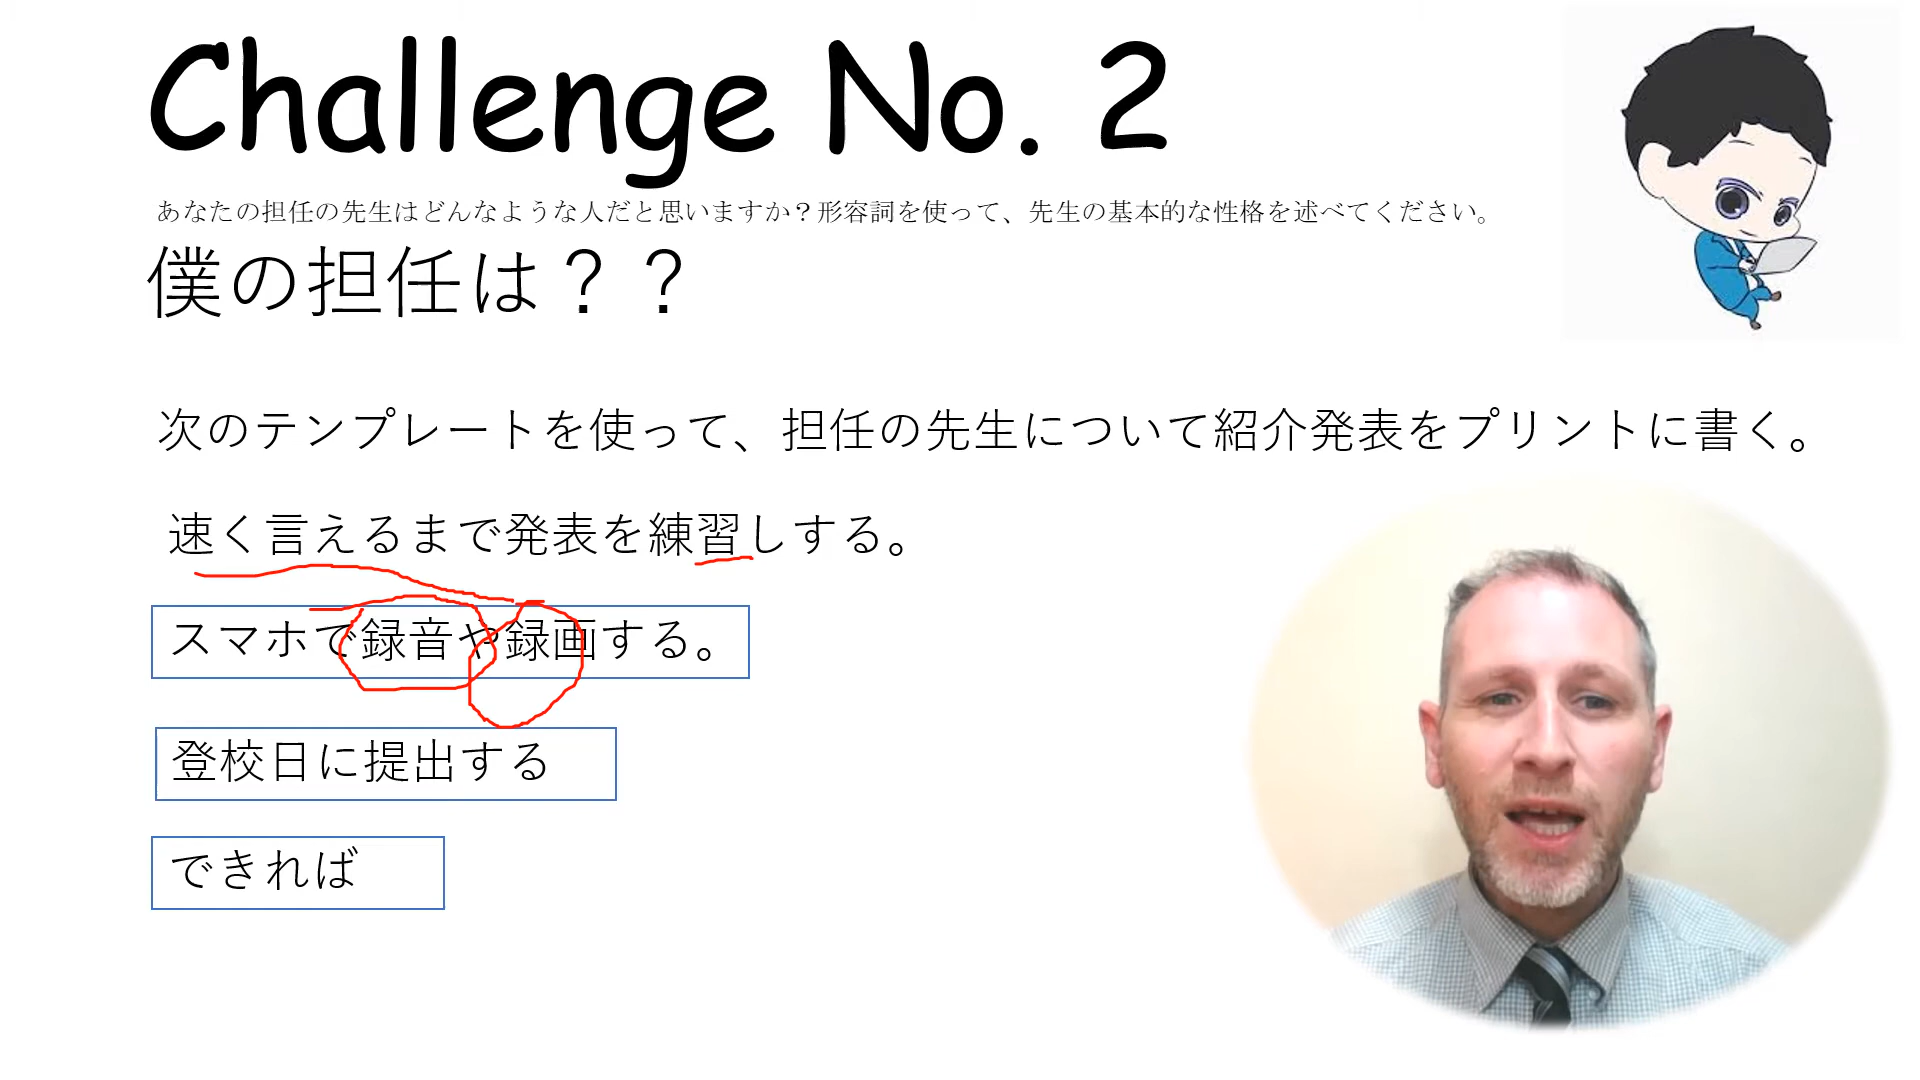 Challenge No. 2
あなたの担任の先生はどんなような人だと思いますか？形容詞を使って、先生の基本的な性格を述べてください。
僕の担任は？？
次のテンプレートを使って、担任の先生について紹介発表をプリントに書く。
速く言えるまで発表を練習しする。
スマホで録音や録画する。
登校日に提出する
できれば